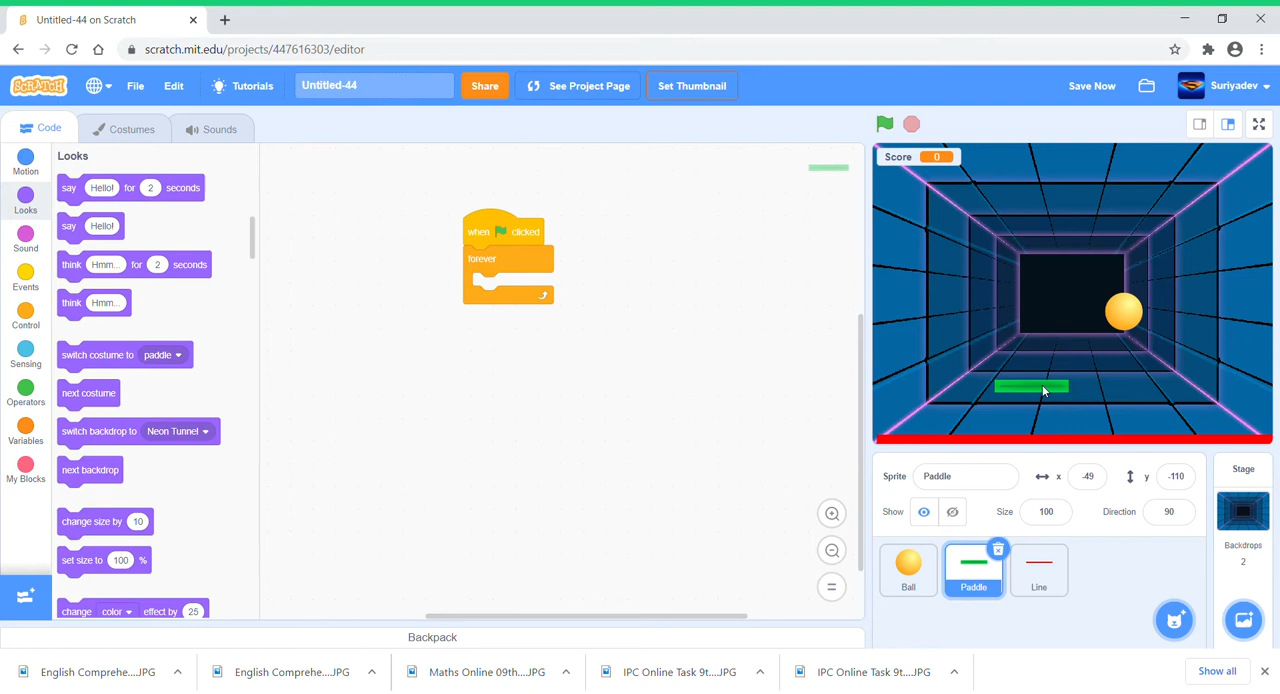 Untitled-44 on Scratch
scratch.mit.edu/projects/447616303/editor
SCRATCH File Edit Tutorials Untitled-44 Share See Project Page Set Thumbnail Save Now Suriyadev
Code Costumes Sounds
Motion
Looks
Sound
Events
Control
Sensing
Operators
Variables
My Blocks
Looks
say Hello! for 2 seconds
say Hello!
think Hmm... for 2 seconds
think Hmm...
switch costume to paddle
next costume
switch backdrop to Neon Tunnel
next backdrop
change size by 10
set size to 100 %
change color effect by 25
when clicked
forever
Score 0
Sprite Paddle x -49 y -110
Show Size 100 Direction 90
Ball
Paddle
Line
Stage
Backdrops
2
Backpack
English Comprehe....JPG
English Comprehe....JPG
Maths Online 09th....JPG
IPC Online Task 9t....JPG
IPC Online Task 9t....JPG
Show all